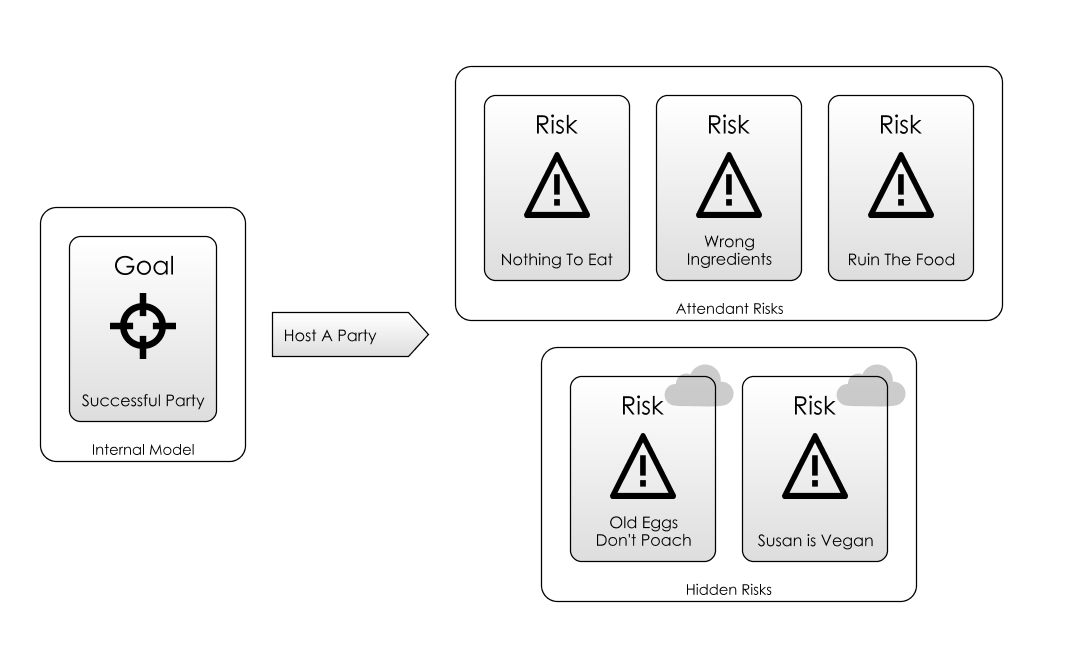 Goal
Successful Party
Internal Model
Host A Party
Risk
Nothing To Eat
Risk
Wrong
Ingredients
Risk
Ruin The Food
Attendant Risks
Risk
Old Eggs
Don't Poach
Risk
Susan is Vegan
Hidden Risks